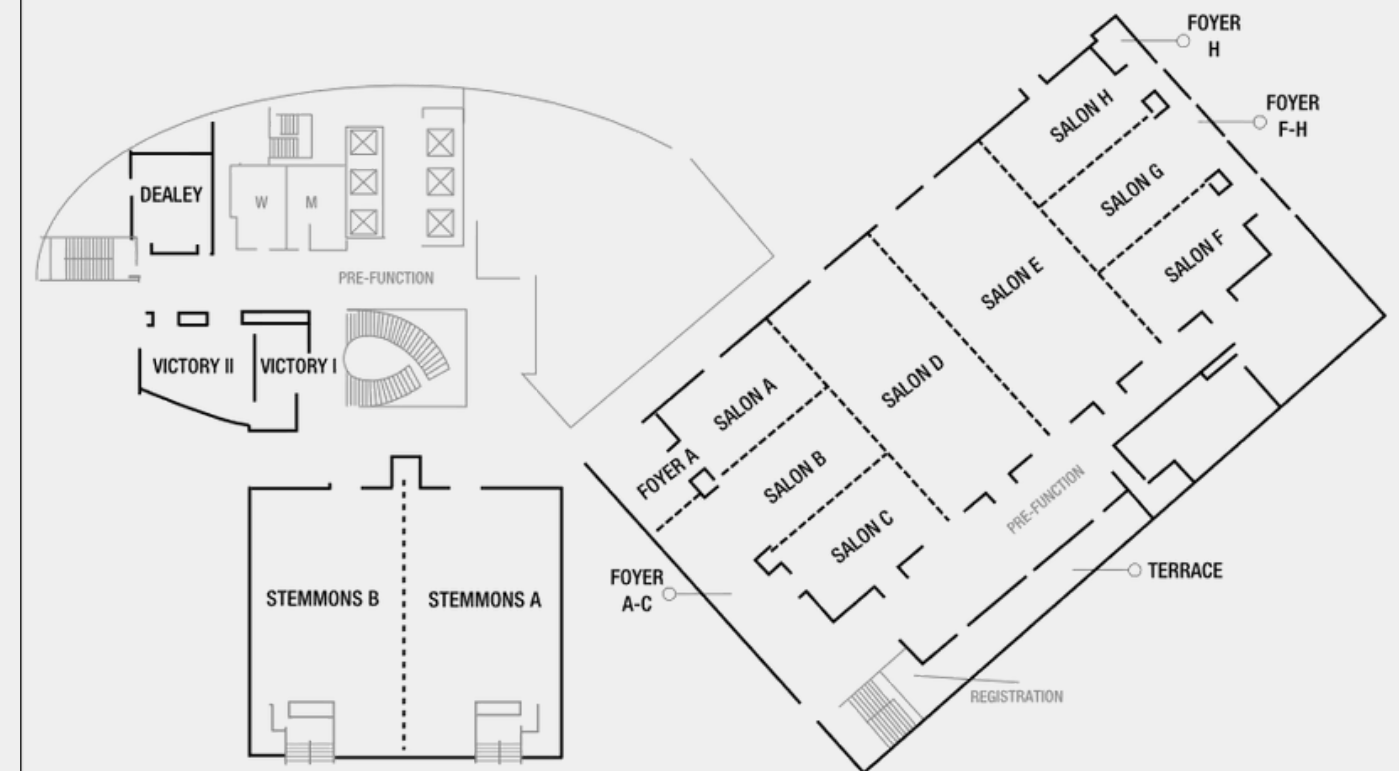 FOYER
H
FOYER
F-H
SALON H
SALON G
SALON F
SALON E
SALON D
SALON A
SALON B
SALON C
FOYER A
FOYER
A-C
PRE-FUNCTION
TERRACE
REGISTRATION
DEALEY
W
M
PRE-FUNCTION
VICTORY II
VICTORY I
STEMMONS B
STEMMONS A